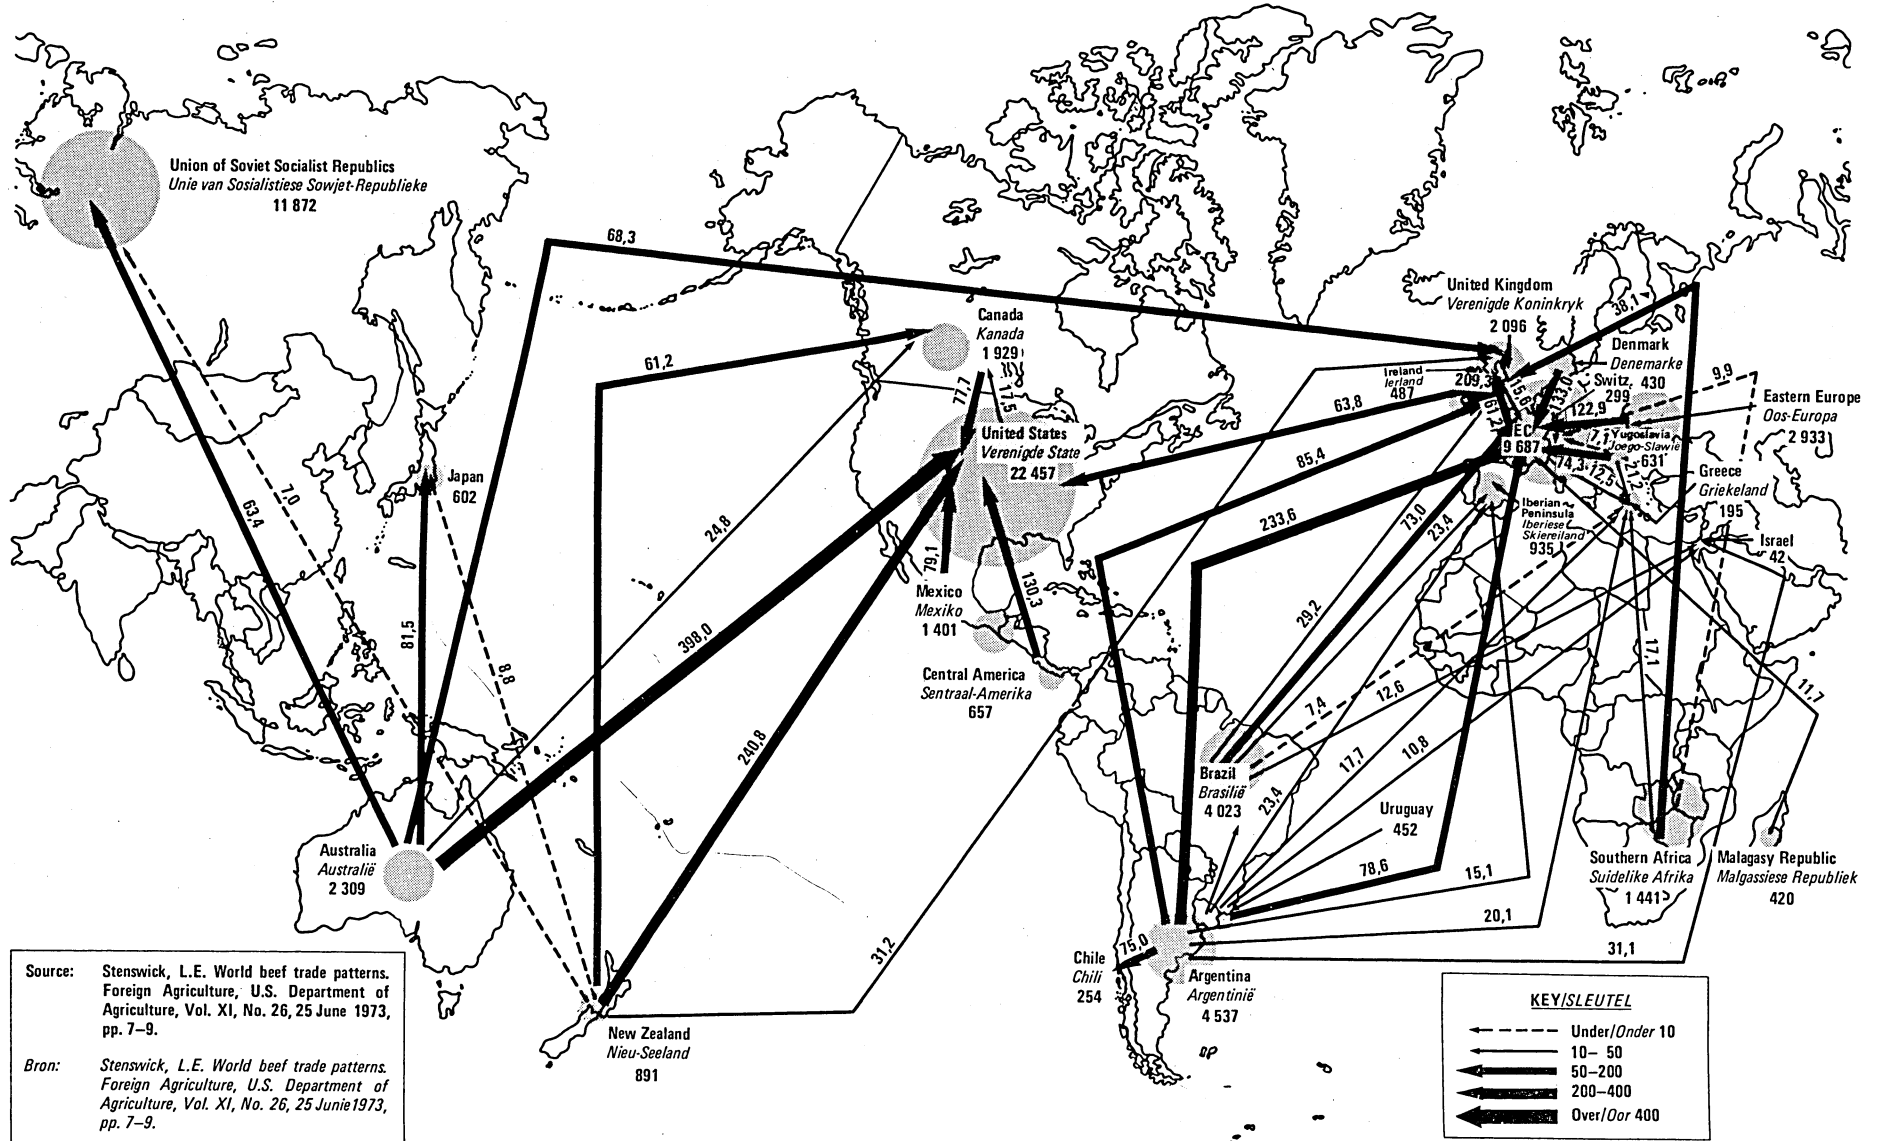 Union of Soviet Socialist Republics
Unie van Sosialistiese Sowjet-Republieke
11 872
68,3
United Kingdom
Verenigde Koninkryk
2 096
38,1
Canada
Kanada
1 929
Denmark
Denemarke
430
Ireland
Ierland
487
209,3
Switz.
299
9,9
Eastern Europe
Oos-Europa
2 933
61,2
77,7
17,5
63,8
15,6
61,2
122,9
7,1
EC
9 687
Yugoslavia
Joego-Slawië
631
United States
Verenigde State
22 457
85,4
74,3
12,5
21,2
Greece
Griekeland
195
Japan
602
7,0
63,4
24,8
233,6
73,0
23,4
Iberian
Peninsula
Iberiese
Skiereiland
935
Israel
42
79,1
130,3
Mexico
Mexiko
1 401
29,2
81,5
398,0
8,8
17,1
Central America
Sentraal-Amerika
657
7,4
12,6
11,7
240,8
17,7
10,8
Brazil
Brasilië
4 023
23,4
Uruguay
452
Australia
Australië
2 309
78,6
15,1
Southern Africa
Suidelike Afrika
1 441
Malagasy Republic
Malgassiese Republiek
420
20,1
31,2
75,0
31,1
Chile
Chili
254
Argentina
Argentinië
4 537
New Zealand
Nieu-Seeland
891
Source: Stenswick, L.E. World beef trade patterns.
Foreign Agriculture, U.S. Department of
Agriculture, Vol. XI, No. 26, 25 June 1973,
pp. 7–9.
Bron: Stenswick, L.E. World beef trade patterns.
Foreign Agriculture, U.S. Department of
Agriculture, Vol. XI, No. 26, 25 Junie 1973,
pp. 7–9.
KEY/SLEUTEL
Under/Onder 10
10– 50
50–200
200–400
Over/Oor 400